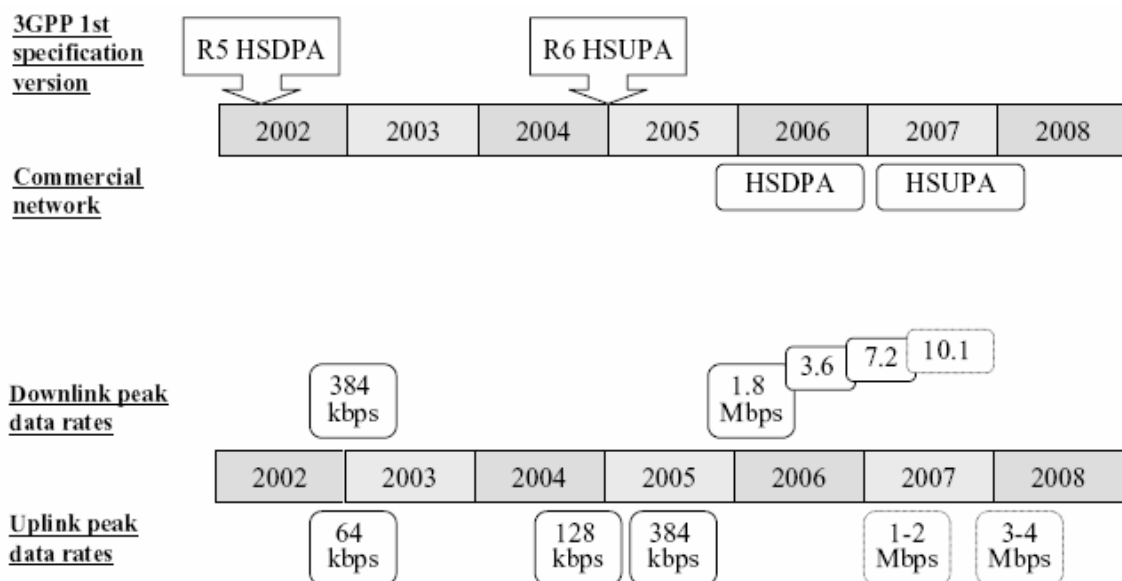 3GPP 1st
specification
version
R5 HSDPA
R6 HSUPA
2002 2003 2004 2005 2006 2007 2008
Commercial
network
HSDPA
HSUPA
Downlink peak
data rates
384
kbps
1.8
Mbps
3.6
7.2
10.1
2002 2003 2004 2005 2006 2007 2008
Uplink peak
data rates
64
kbps
128
kbps
384
kbps
1-2
Mbps
3-4
Mbps